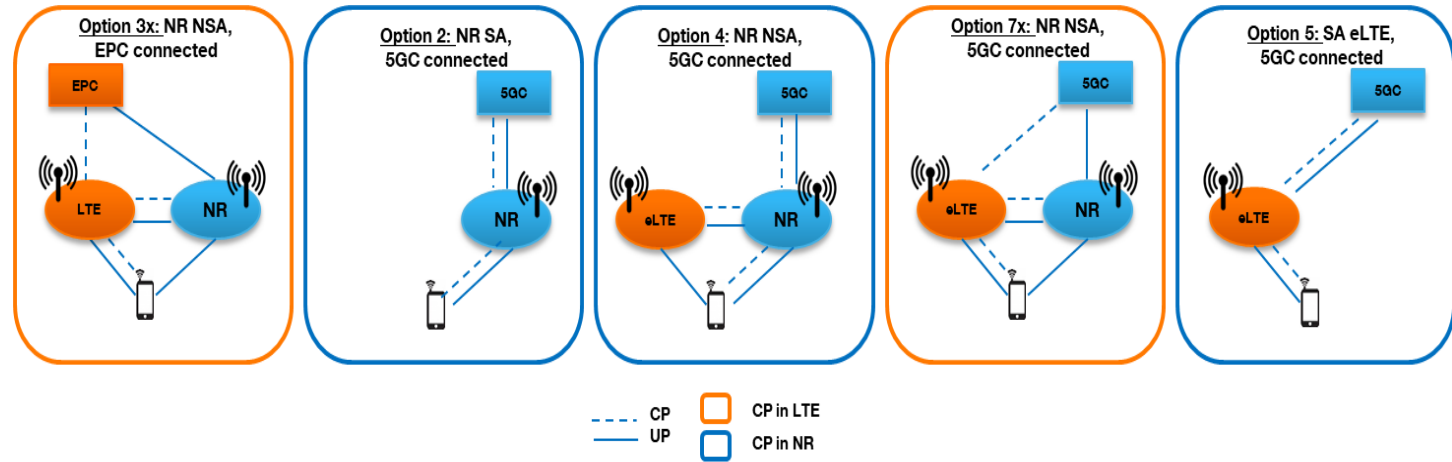 Option 3x: NR NSA,
EPC connected
EPC
LTE
NR
Option 2: NR SA,
5GC connected
5GC
NR
Option 4: NR NSA,
5GC connected
5GC
eLTE
NR
Option 7x: NR NSA,
5GC connected
5GC
eLTE
NR
Option 5: SA eLTE,
5GC connected
5GC
eLTE
CP
UP
CP in LTE
CP in NR